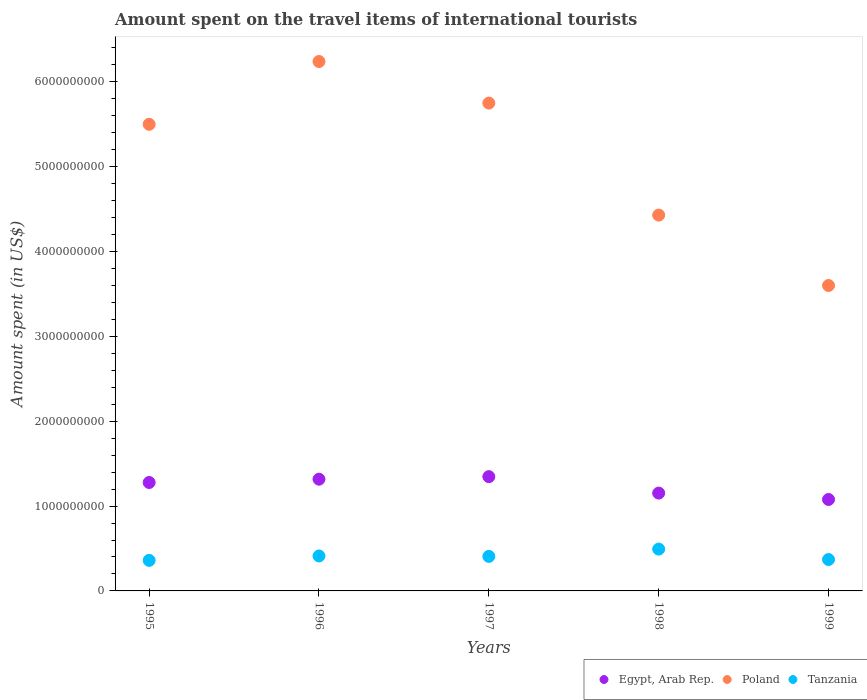 Amount spent on the travel items of international tourists
Amount spent (in US$)
6000000000
5000000000
4000000000
3000000000
2000000000
1000000000
0
1995
1996
1997
1998
1999
Years
Egypt, Arab Rep.
Poland
Tanzania